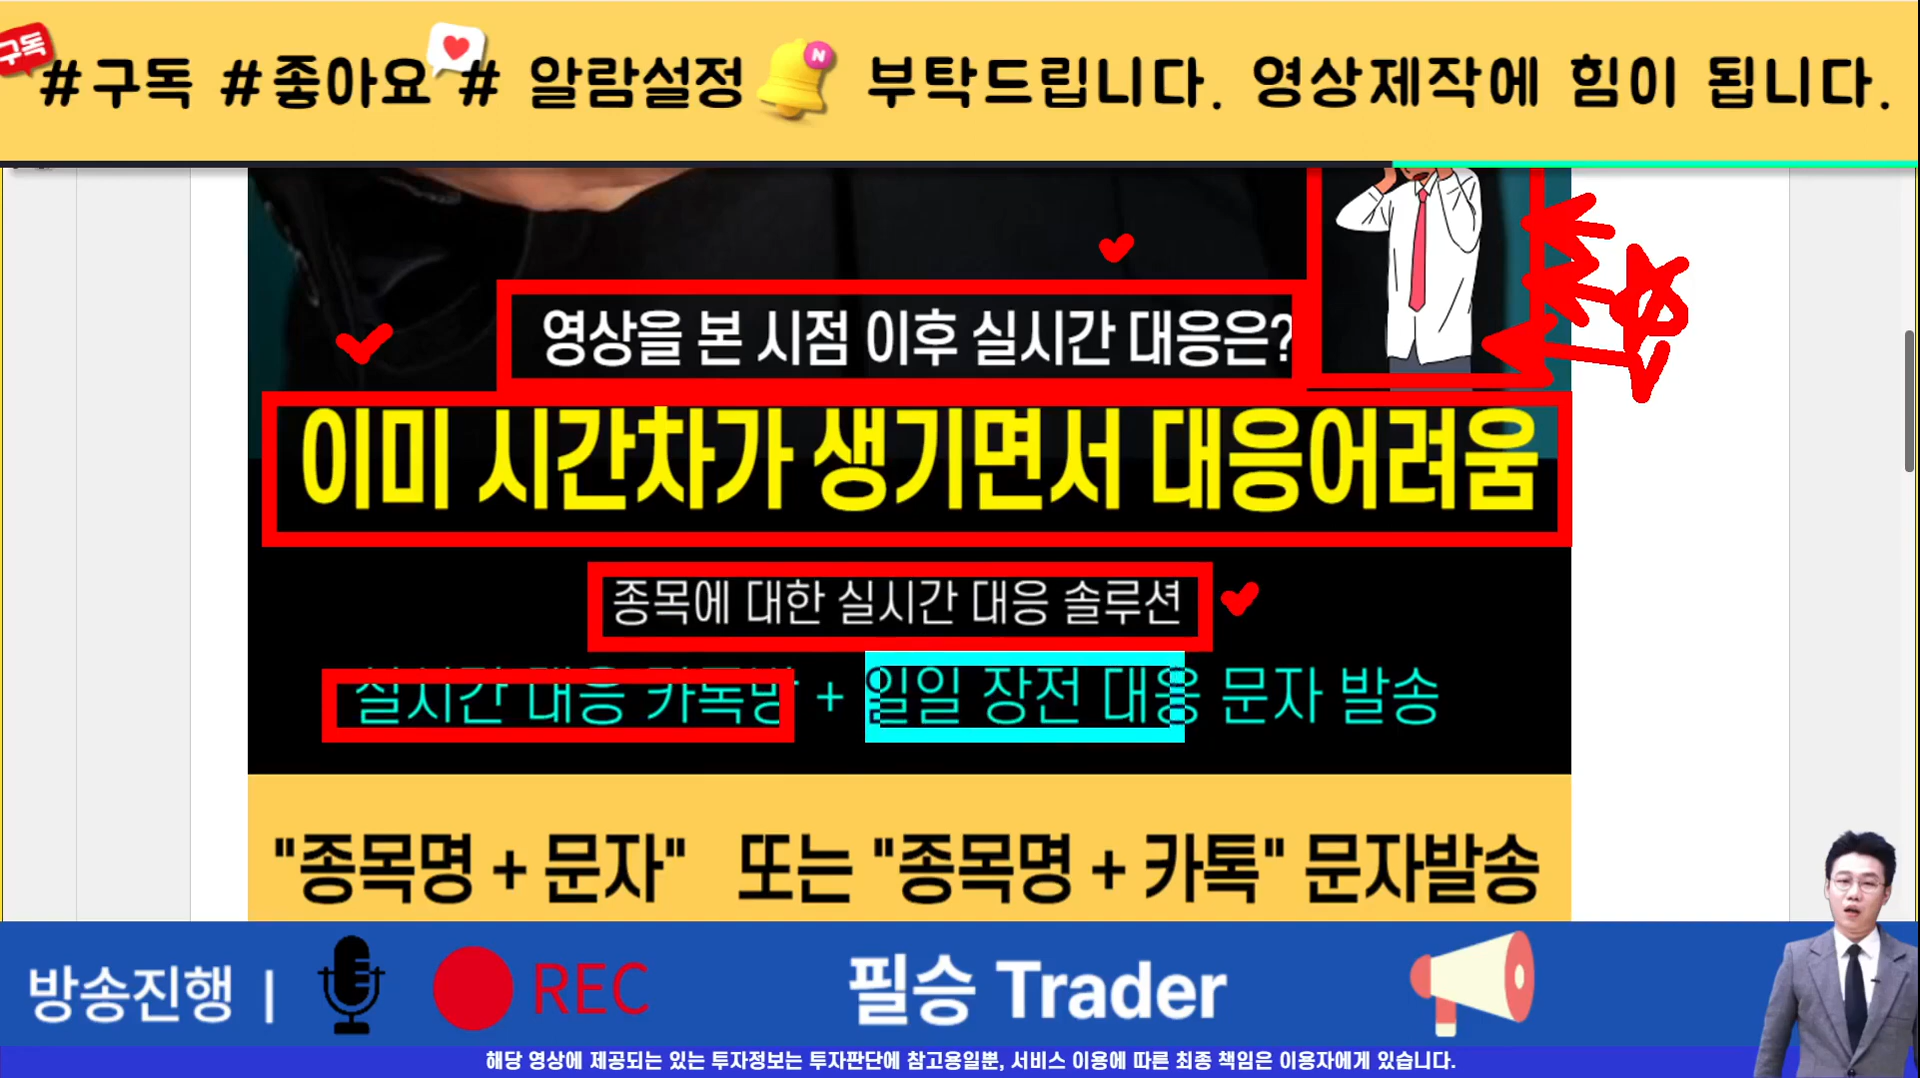 구독
#구독 #좋아요 # 알람설정 N 부탁드립니다. 영상제작에 힘이 됩니다.
영상을 본 시점 이후 실시간 대응은?
이미 시간차가 생기면서 대응어려움
종목에 대한 실시간 대응 솔루션
실시간 대응 카톡방 + 일일 장전 대응 문자 발송
"종목명 + 문자" 또는 "종목명 + 카톡" 문자발송
방송진행 | REC 필승 Trader
해당 영상에 제공되는 있는 투자정보는 투자판단에 참고용일뿐, 서비스 이용에 따른 최종 책임은 이용자에게 있습니다.